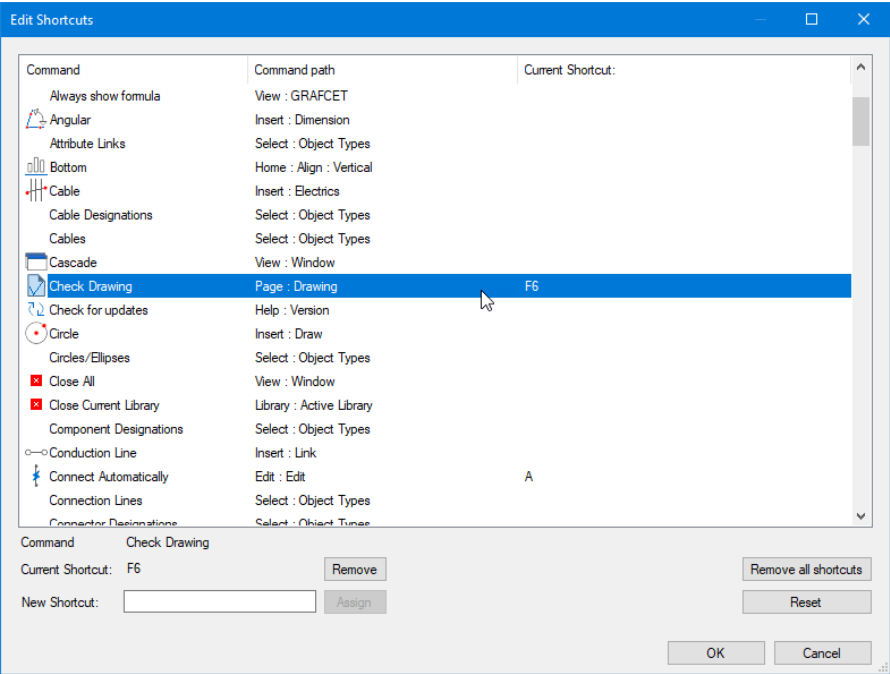 Edit Shortcuts
Command Command path Current Shortcut:
Always show formula View : GRAFCET
Angular Insert : Dimension
Attribute Links Select : Object Types
Bottom Home : Align : Vertical
Cable Insert : Electrics
Cable Designations Select : Object Types
Cables Select : Object Types
Cascade View : Window
Check Drawing Page : Drawing F6
Check for updates Help : Version
Circle Insert : Draw
Circles/Ellipses Select : Object Types
Close All View : Window
Close Current Library Library : Active Library
Component Designations Select : Object Types
Conduction Line Insert : Link
Connect Automatically Edit : Edit A
Connection Lines Select : Object Types
Connector Designations Select : Object Types
Command Check Drawing
Current Shortcut: F6 Remove Remove all shortcuts
New Shortcut: Assign Reset
OK Cancel